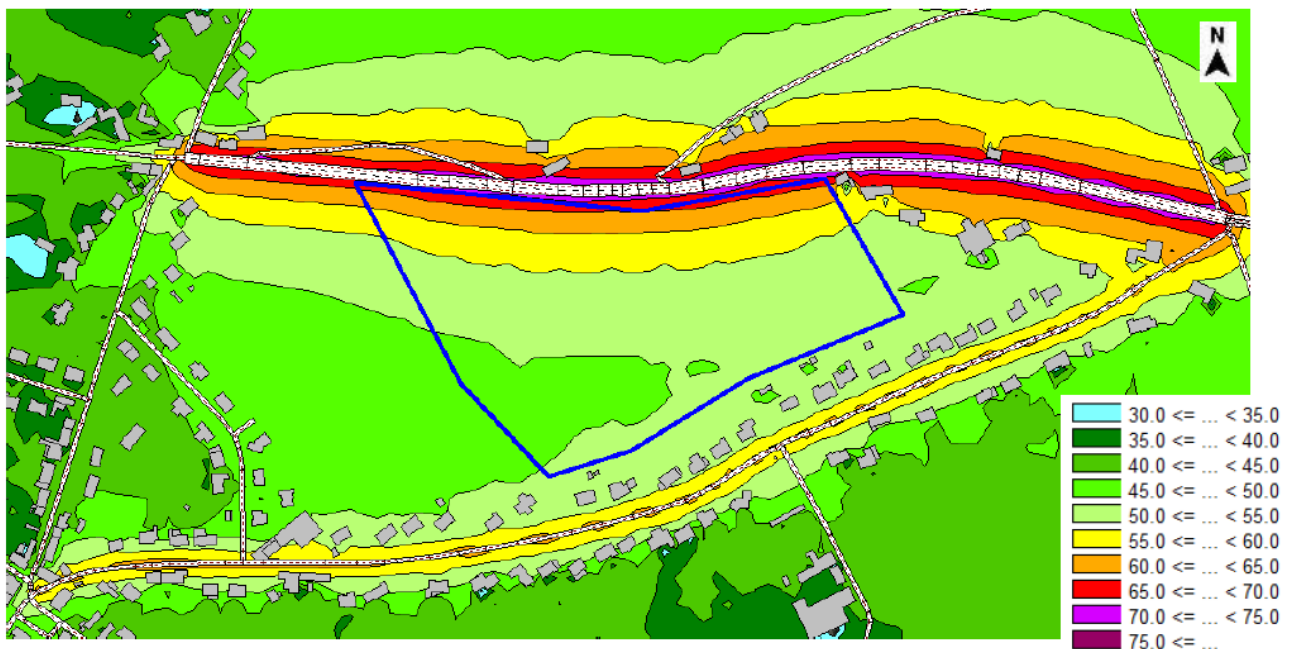 N
30.0 <= ... < 35.0
35.0 <= ... < 40.0
40.0 <= ... < 45.0
45.0 <= ... < 50.0
50.0 <= ... < 55.0
55.0 <= ... < 60.0
60.0 <= ... < 65.0
65.0 <= ... < 70.0
70.0 <= ... < 75.0
75.0 <= ...